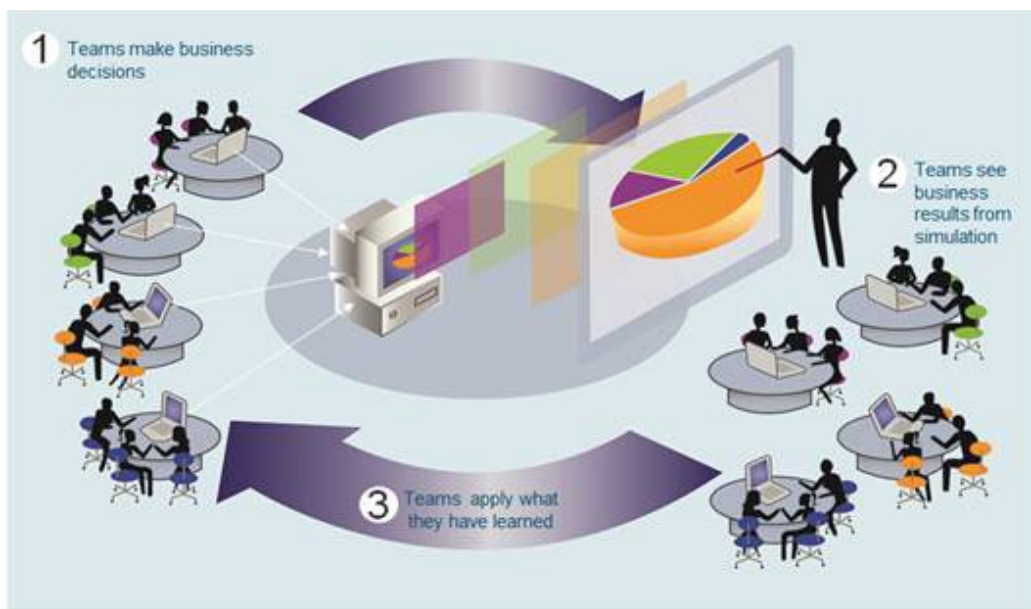 1 Teams make business
decisions
2 Teams see
business
results from
simulation
3 Teams apply what
they have learned